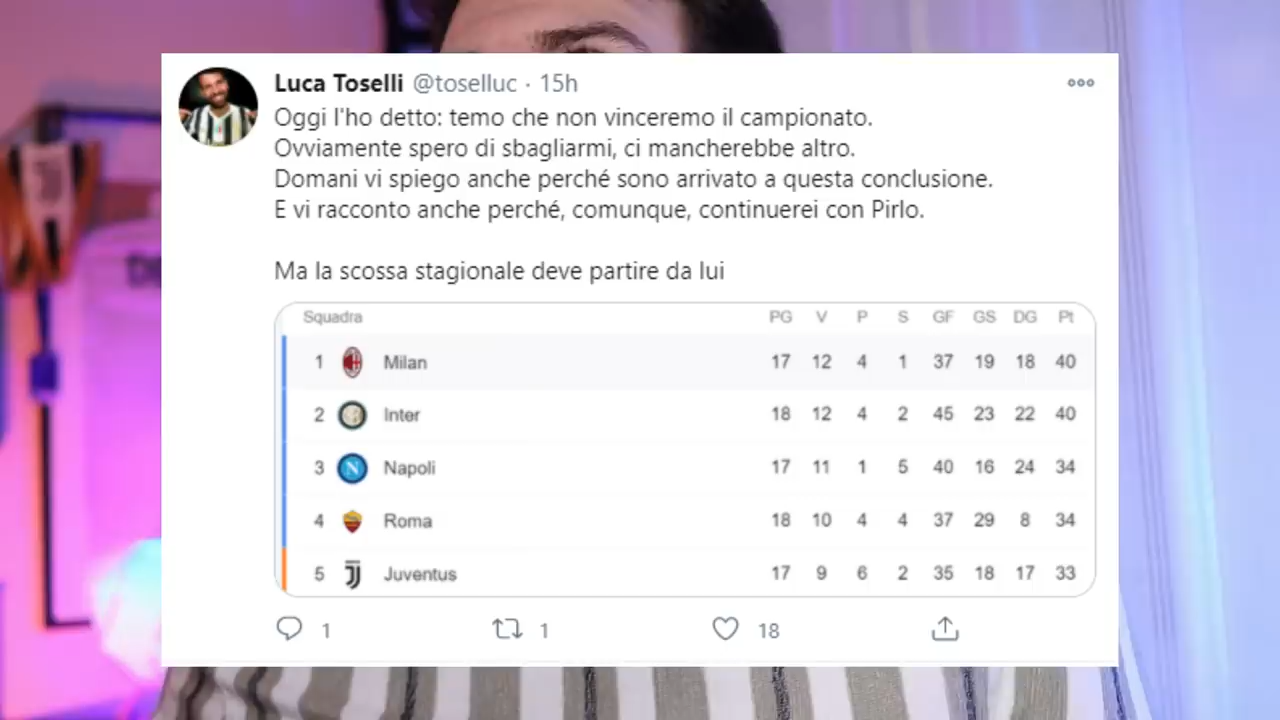 Luca Toselli @toselluc · 15h
Oggi l'ho detto: temo che non vinceremo il campionato.
Ovviamente spero di sbagliarmi, ci mancherebbe altro.
Domani vi spiego anche perché sono arrivato a questa conclusione.
E vi racconto anche perché, comunque, continuerei con Pirlo.
Ma la scossa stagionale deve partire da lui
Squadra PG V P S GF GS DG Pt
1 Milan 17 12 4 1 37 19 18 40
2 Inter 18 12 4 2 45 23 22 40
3 Napoli 17 11 1 5 40 16 24 34
4 Roma 18 10 4 4 37 29 8 34
5 Juventus 17 9 6 2 35 18 17 33
1 1 18